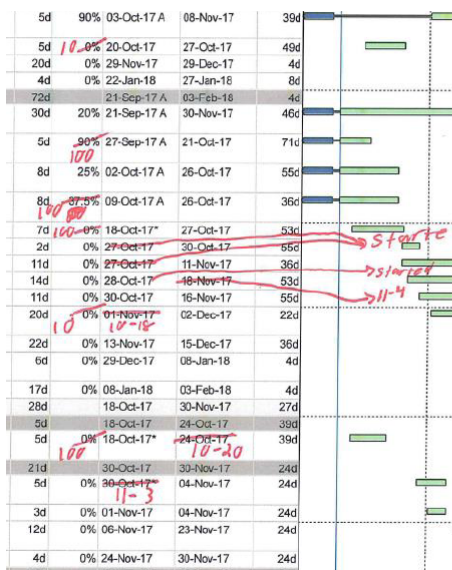 5d 90% 03-Oct-17 A 08-Nov-17 39d
5d 10 0% 20-Oct-17 27-Oct-17 49d
20d 0% 29-Nov-17 29-Dec-17 4d
4d 0% 22-Jan-18 27-Jan-18 8d
72d 21-Sep-17 A 03-Feb-18 4d
30d 20% 21-Sep-17 A 30-Nov-17 46d
5d 90% 27-Sep-17 A 21-Oct-17 71d
100
8d 25% 02-Oct-17 A 26-Oct-17 55d
8d 37.5% 09-Oct-17 A 26-Oct-17 36d
100
7d 100 0% 18-Oct-17* 27-Oct-17 53d
2d 0% 27-Oct-17 30-Oct-17 55d starte
11d 0% 27-Oct-17 11-Nov-17 36d
14d 0% 28-Oct-17 18-Nov-17 53d started
11d 0% 30-Oct-17 16-Nov-17 55d 11-4
20d 10 0% 01-Nov-17 02-Dec-17 22d
10-18
22d 0% 13-Nov-17 15-Dec-17 36d
6d 0% 29-Dec-17 08-Jan-18 4d
17d 0% 08-Jan-18 03-Feb-18 4d
28d 18-Oct-17 30-Nov-17 27d
5d 18-Oct-17 24-Oct-17 39d
5d 0% 18-Oct-17* 24-Oct-17 39d
100 10-20
21d 30-Oct-17 30-Nov-17 24d
5d 0% 30-Oct-17* 04-Nov-17 24d
11-3
3d 0% 01-Nov-17 04-Nov-17 24d
12d 0% 06-Nov-17 23-Nov-17 24d
4d 0% 24-Nov-17 30-Nov-17 24d